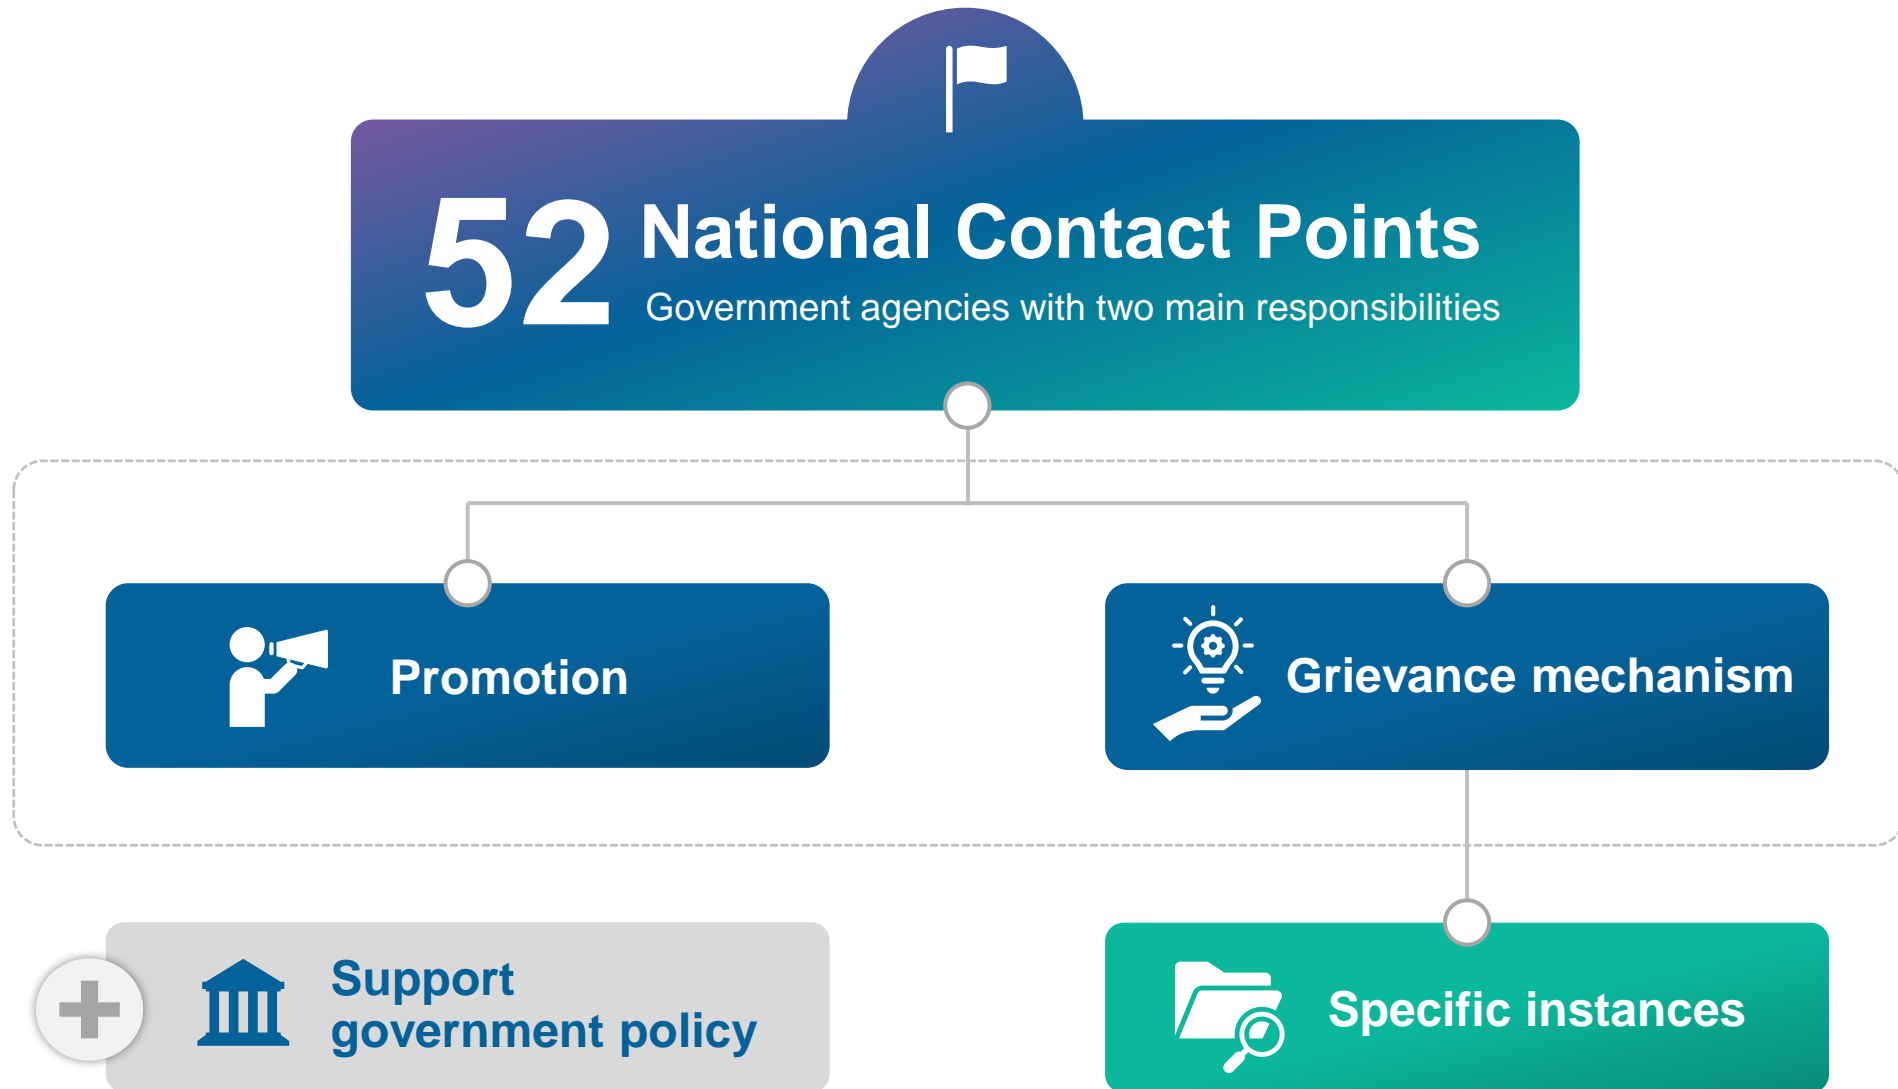 52 National Contact Points
Government agencies with two main responsibilities
Promotion
Grievance mechanism
Support
government policy
Specific instances